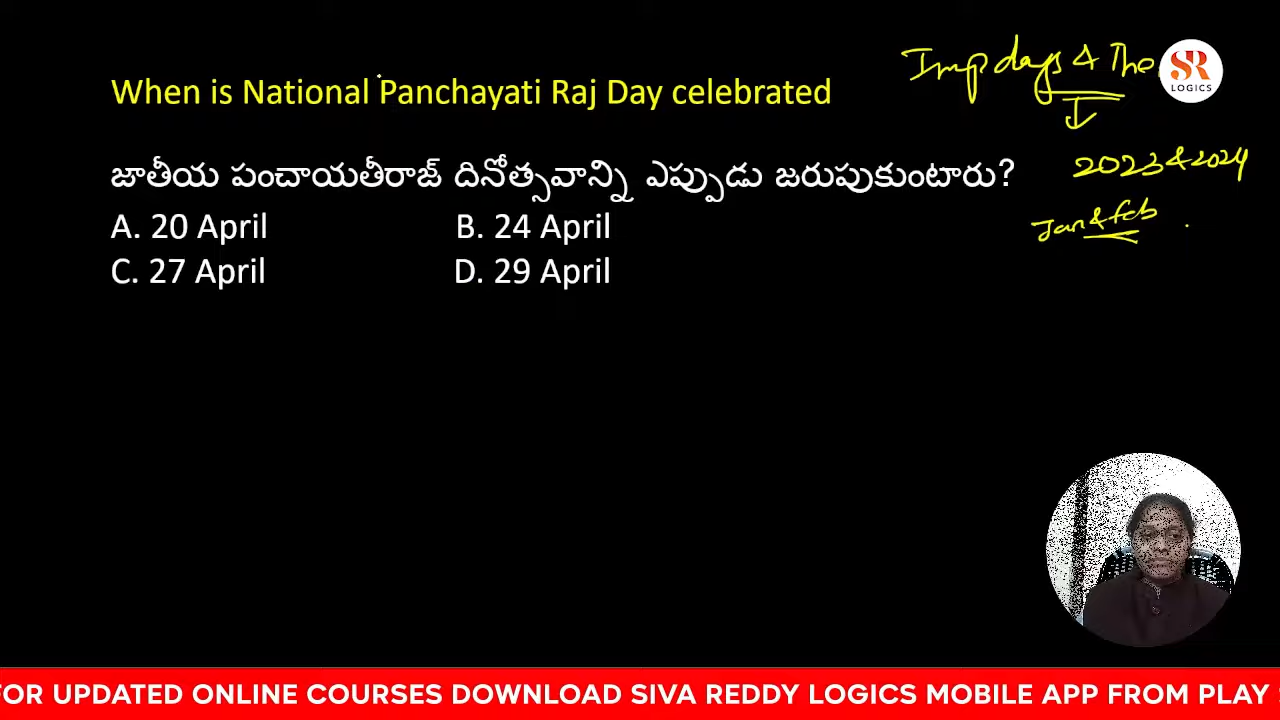 Imp days & The
SR
LOGICS
When is National Panchayati Raj Day celebrated
2023 & 2024
జాతీయ పంచాయతీరాజ్ దినోత్సవాన్ని ఎప్పుడు జరుపుకుంటారు?
Jan & feb
A. 20 April B. 24 April
C. 27 April D. 29 April
FOR UPDATED ONLINE COURSES DOWNLOAD SIVA REDDY LOGICS MOBILE APP FROM PLAY